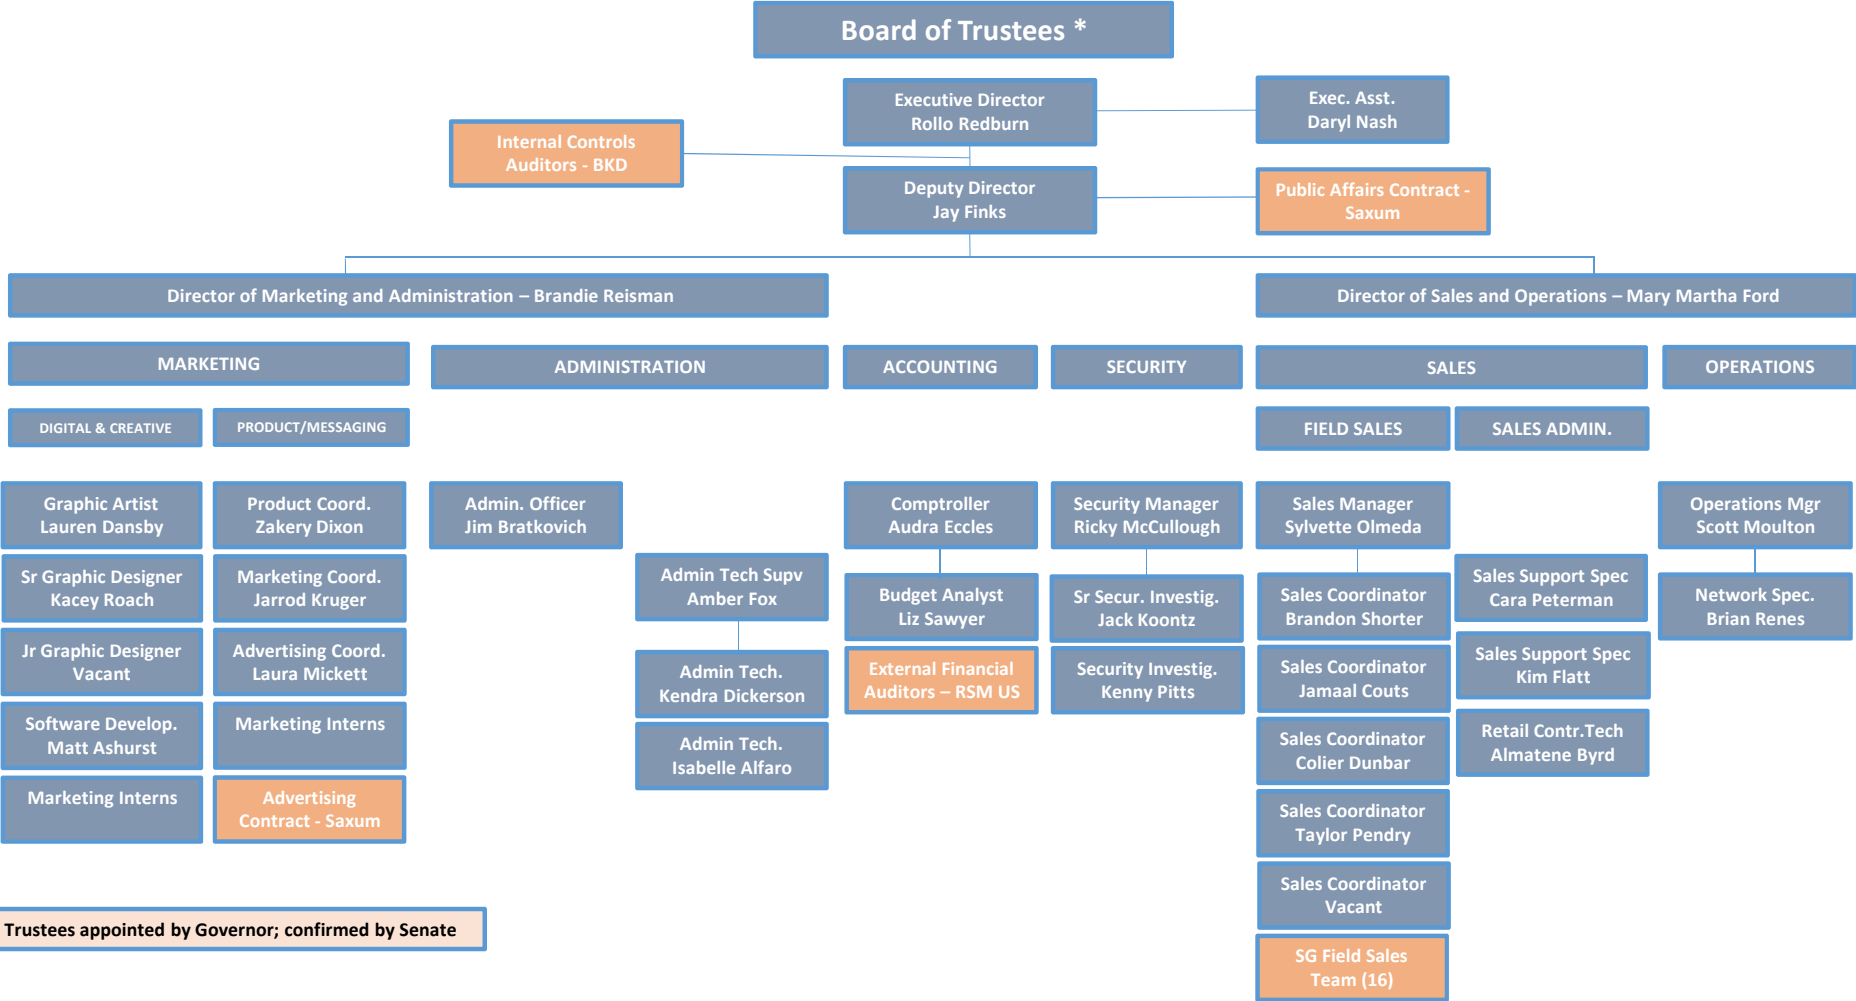 Board of Trustees *
Executive Director
Rollo Redburn
Exec. Asst.
Daryl Nash
Internal Controls
Auditors - BKD
Deputy Director
Jay Finks
Public Affairs Contract -
Saxum
Director of Marketing and Administration – Brandie Reisman
Director of Sales and Operations – Mary Martha Ford
MARKETING
ADMINISTRATION
ACCOUNTING
SECURITY
SALES
OPERATIONS
DIGITAL & CREATIVE
PRODUCT/MESSAGING
FIELD SALES
SALES ADMIN.
Graphic Artist
Lauren Dansby
Sr Graphic Designer
Kacey Roach
Jr Graphic Designer
Vacant
Software Develop.
Matt Ashurst
Marketing Interns
Product Coord.
Zakery Dixon
Marketing Coord.
Jarrod Kruger
Advertising Coord.
Laura Mickett
Marketing Interns
Advertising
Contract - Saxum
Admin. Officer
Jim Bratkovich
Admin Tech Supv
Amber Fox
Admin Tech.
Kendra Dickerson
Admin Tech.
Isabelle Alfaro
Comptroller
Audra Eccles
Budget Analyst
Liz Sawyer
External Financial
Auditors – RSM US
Security Manager
Ricky McCullough
Sr Secur. Investig.
Jack Koontz
Security Investig.
Kenny Pitts
Sales Manager
Sylvette Olmeda
Sales Coordinator
Brandon Shorter
Sales Coordinator
Jamaal Couts
Sales Coordinator
Colier Dunbar
Sales Coordinator
Taylor Pendry
Sales Coordinator
Vacant
SG Field Sales
Team (16)
Sales Support Spec
Cara Peterman
Sales Support Spec
Kim Flatt
Retail Contr.Tech
Almatene Byrd
Operations Mgr
Scott Moulton
Network Spec.
Brian Renes
Trustees appointed by Governor; confirmed by Senate